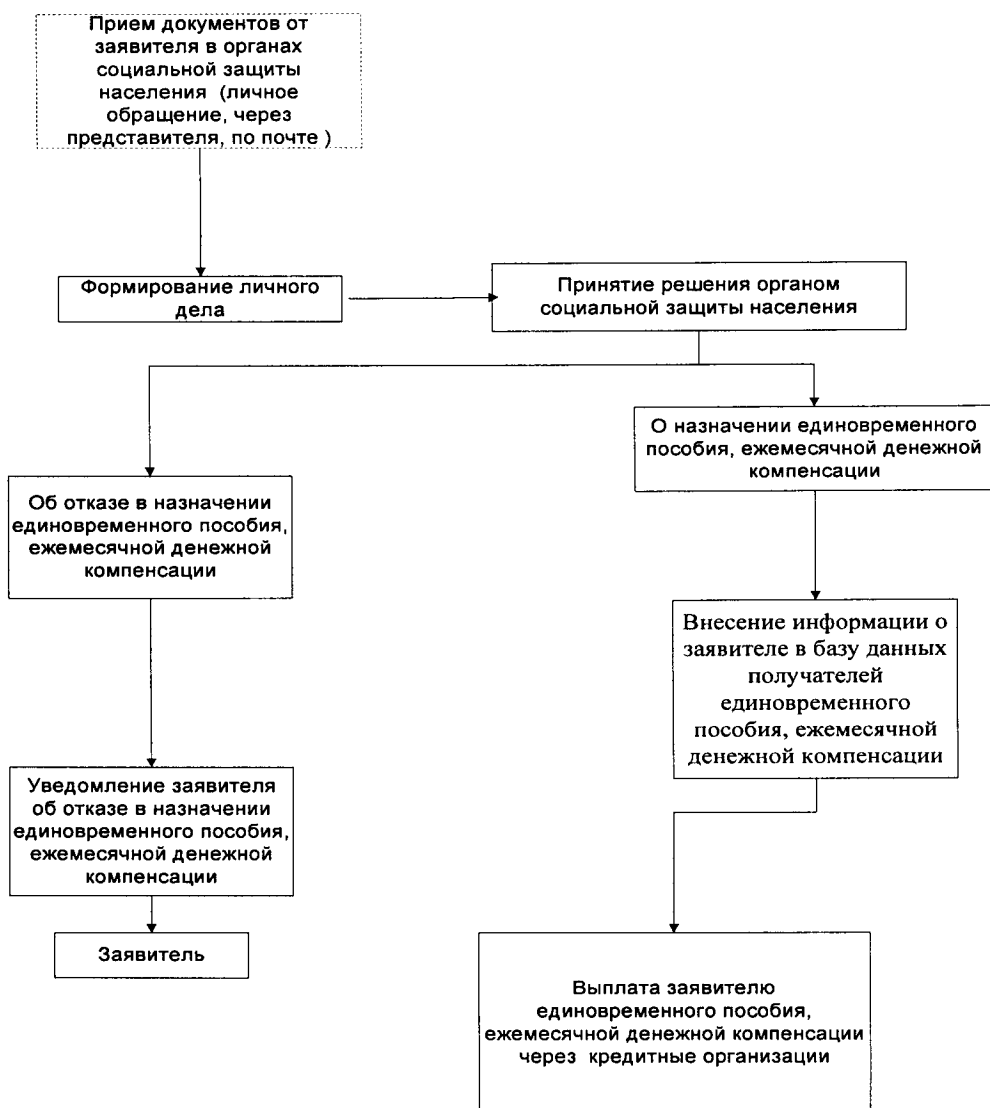 Прием документов от
заявителя в органах
социальной защиты
населения (личное
обращение, через
представителя, по почте )
Формирование личного
дела
Принятие решения органом
социальной защиты населения
О назначении единовременного
пособия, ежемесячной денежной
компенсации
Об отказе в назначении
единовременного пособия,
ежемесячной денежной
компенсации
Внесение информации о
заявителе в базу данных
получателей
единовременного
пособия, ежемесячной
денежной компенсации
Уведомление заявителя
об отказе в назначении
единовременного пособия,
ежемесячной денежной
компенсации
Заявитель
Выплата заявителю
единовременного пособия,
ежемесячной денежной компенсации
через кредитные организации